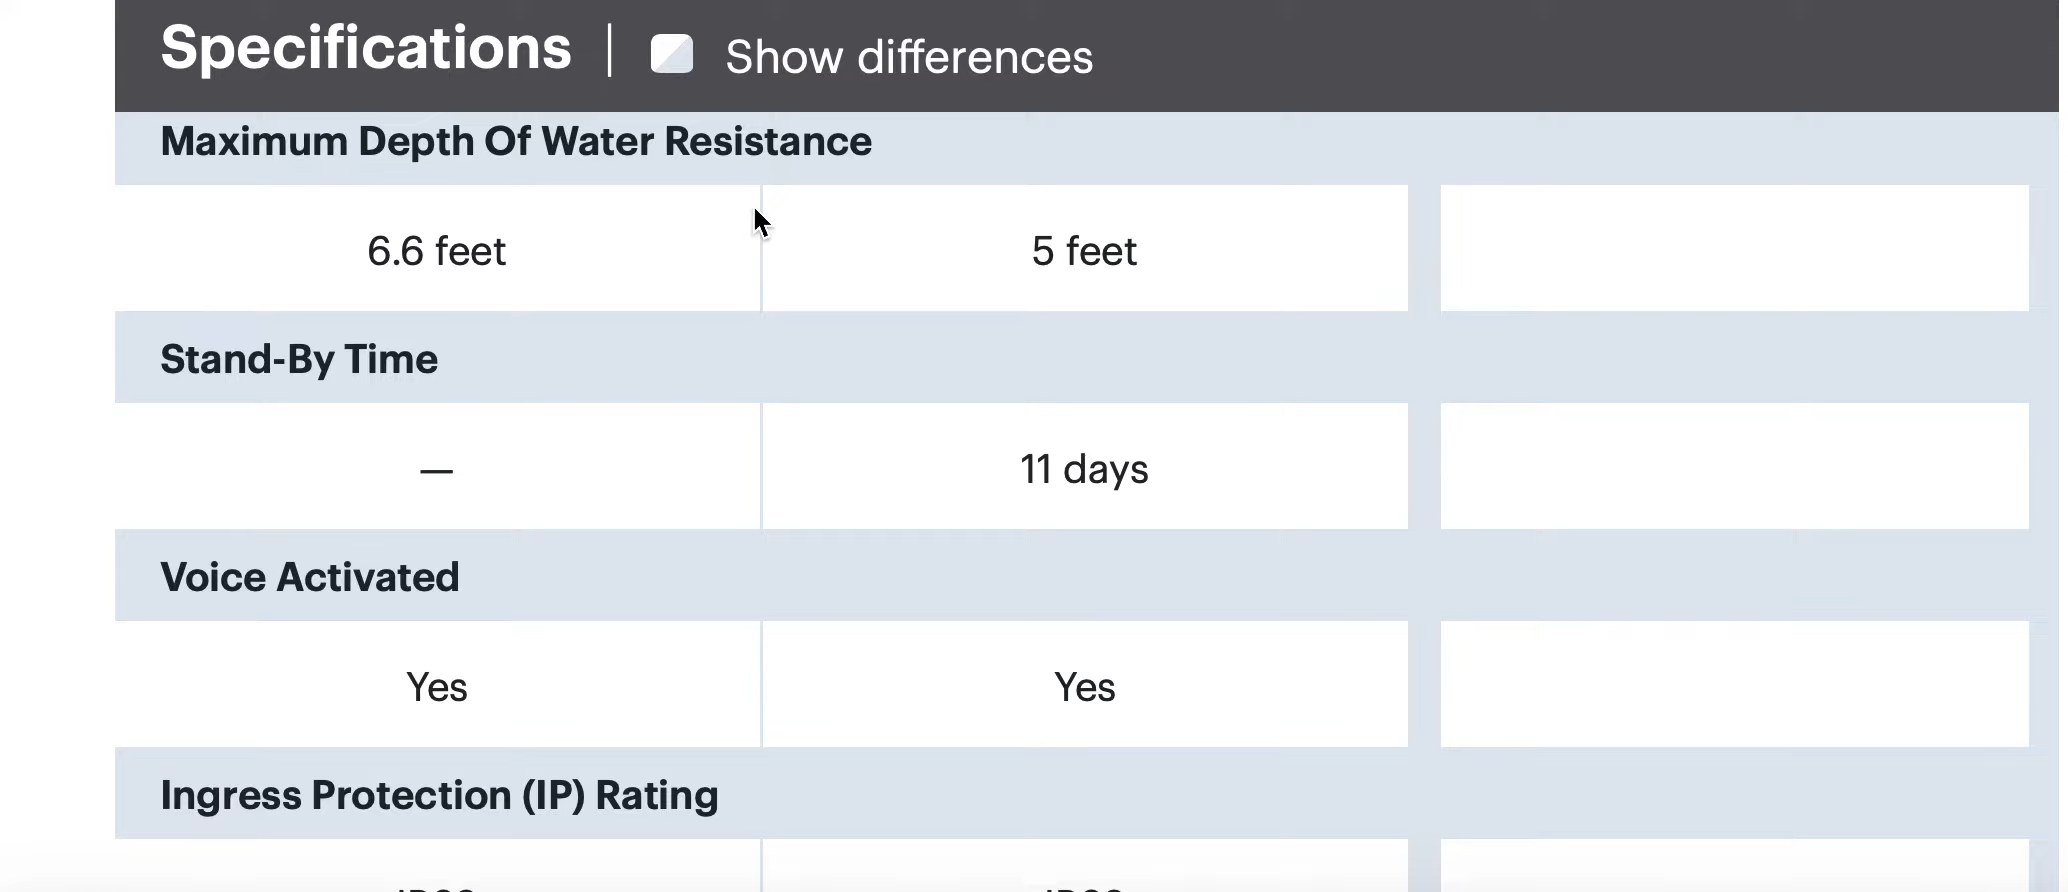 Specifications | Show differences
Maximum Depth Of Water Resistance
6.6 feet 5 feet
Stand-By Time
— 11 days
Voice Activated
Yes Yes
Ingress Protection (IP) Rating